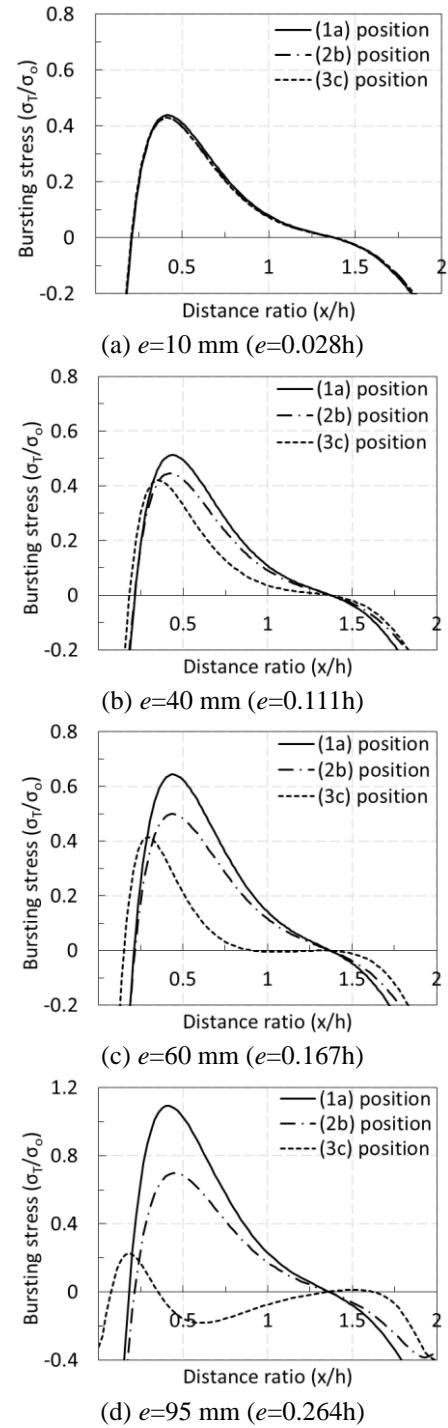 0.8
0.6
0.4
0.2
0
-0.2
Bursting stress (σT/σo)
(1a) position
(2b) position
(3c) position
0.5
1
1.5
2
Distance ratio (x/h)
(a) e=10 mm (e=0.028h)
0.8
0.6
0.4
0.2
0
-0.2
Bursting stress (σT/σo)
(1a) position
(2b) position
(3c) position
0.5
1
1.5
2
Distance ratio (x/h)
(b) e=40 mm (e=0.111h)
0.8
0.6
0.4
0.2
0
-0.2
Bursting stress (σT/σo)
(1a) position
(2b) position
(3c) position
0.5
1
1.5
2
Distance ratio (x/h)
(c) e=60 mm (e=0.167h)
1.2
0.8
0.4
0
-0.4
Bursting stress (σT/σo)
(1a) position
(2b) position
(3c) position
0.5
1
1.5
2
Distance ratio (x/h)
(d) e=95 mm (e=0.264h)